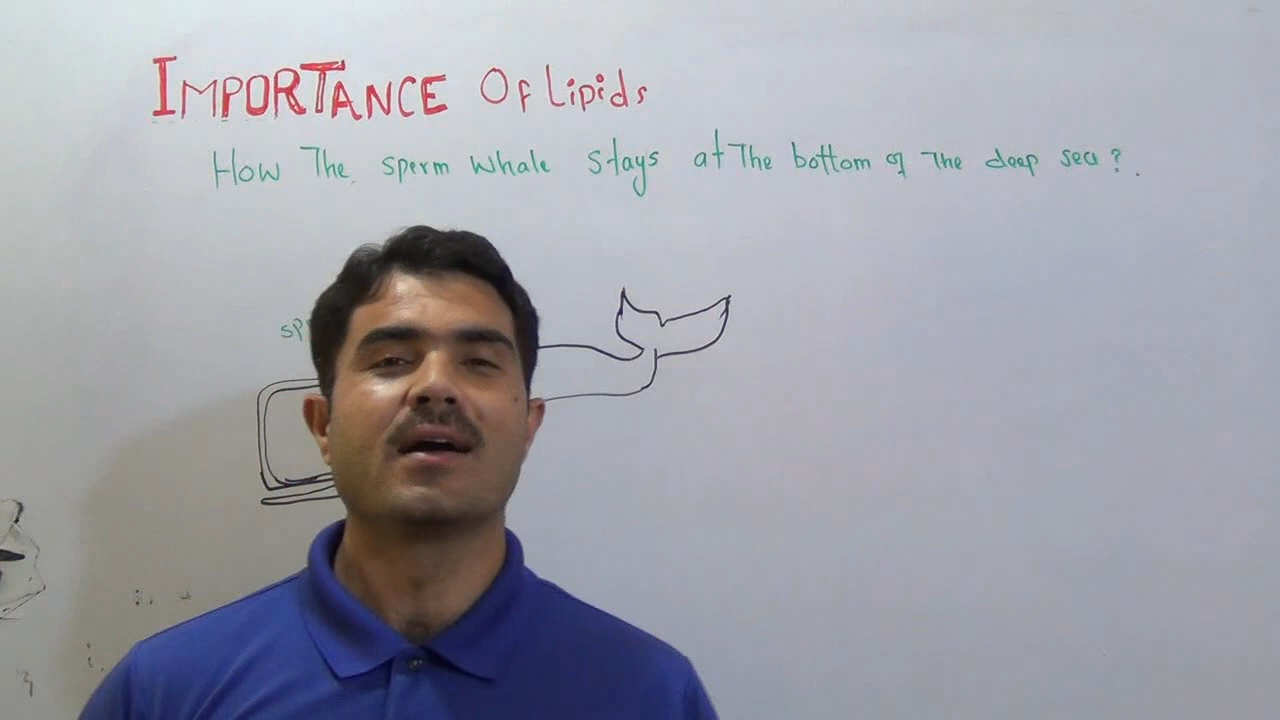 IMPORTANCE Of Lipids
How The sperm whale stays at The bottom of The deep sea?